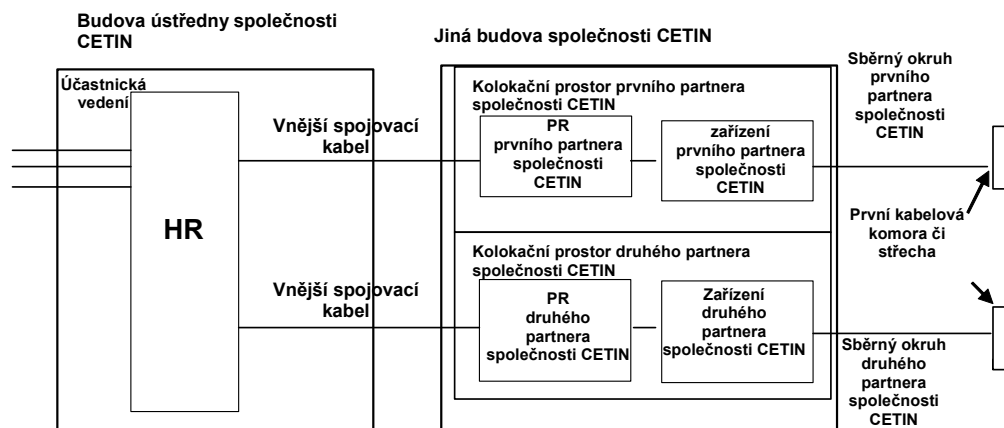 Budova ústředny společnosti
CETIN
Jiná budova společnosti CETIN
Účastnická
vedení
HR
Vnější spojovací
kabel
Vnější spojovací
kabel
Kolokační prostor prvního partnera
společnosti CETIN
PR
prvního partnera
společnosti
CETIN
zařízení
prvního partnera
společnosti
CETIN
Sběrný okruh
prvního
partnera
společnosti
CETIN
První kabelová
komora či
střecha
Kolokační prostor druhého partnera
společnosti CETIN
PR
druhého
partnera
společnosti CETIN
Zařízení
druhého
partnera
společnosti CETIN
Sběrný okruh
druhého
partnera
společnosti
CETIN